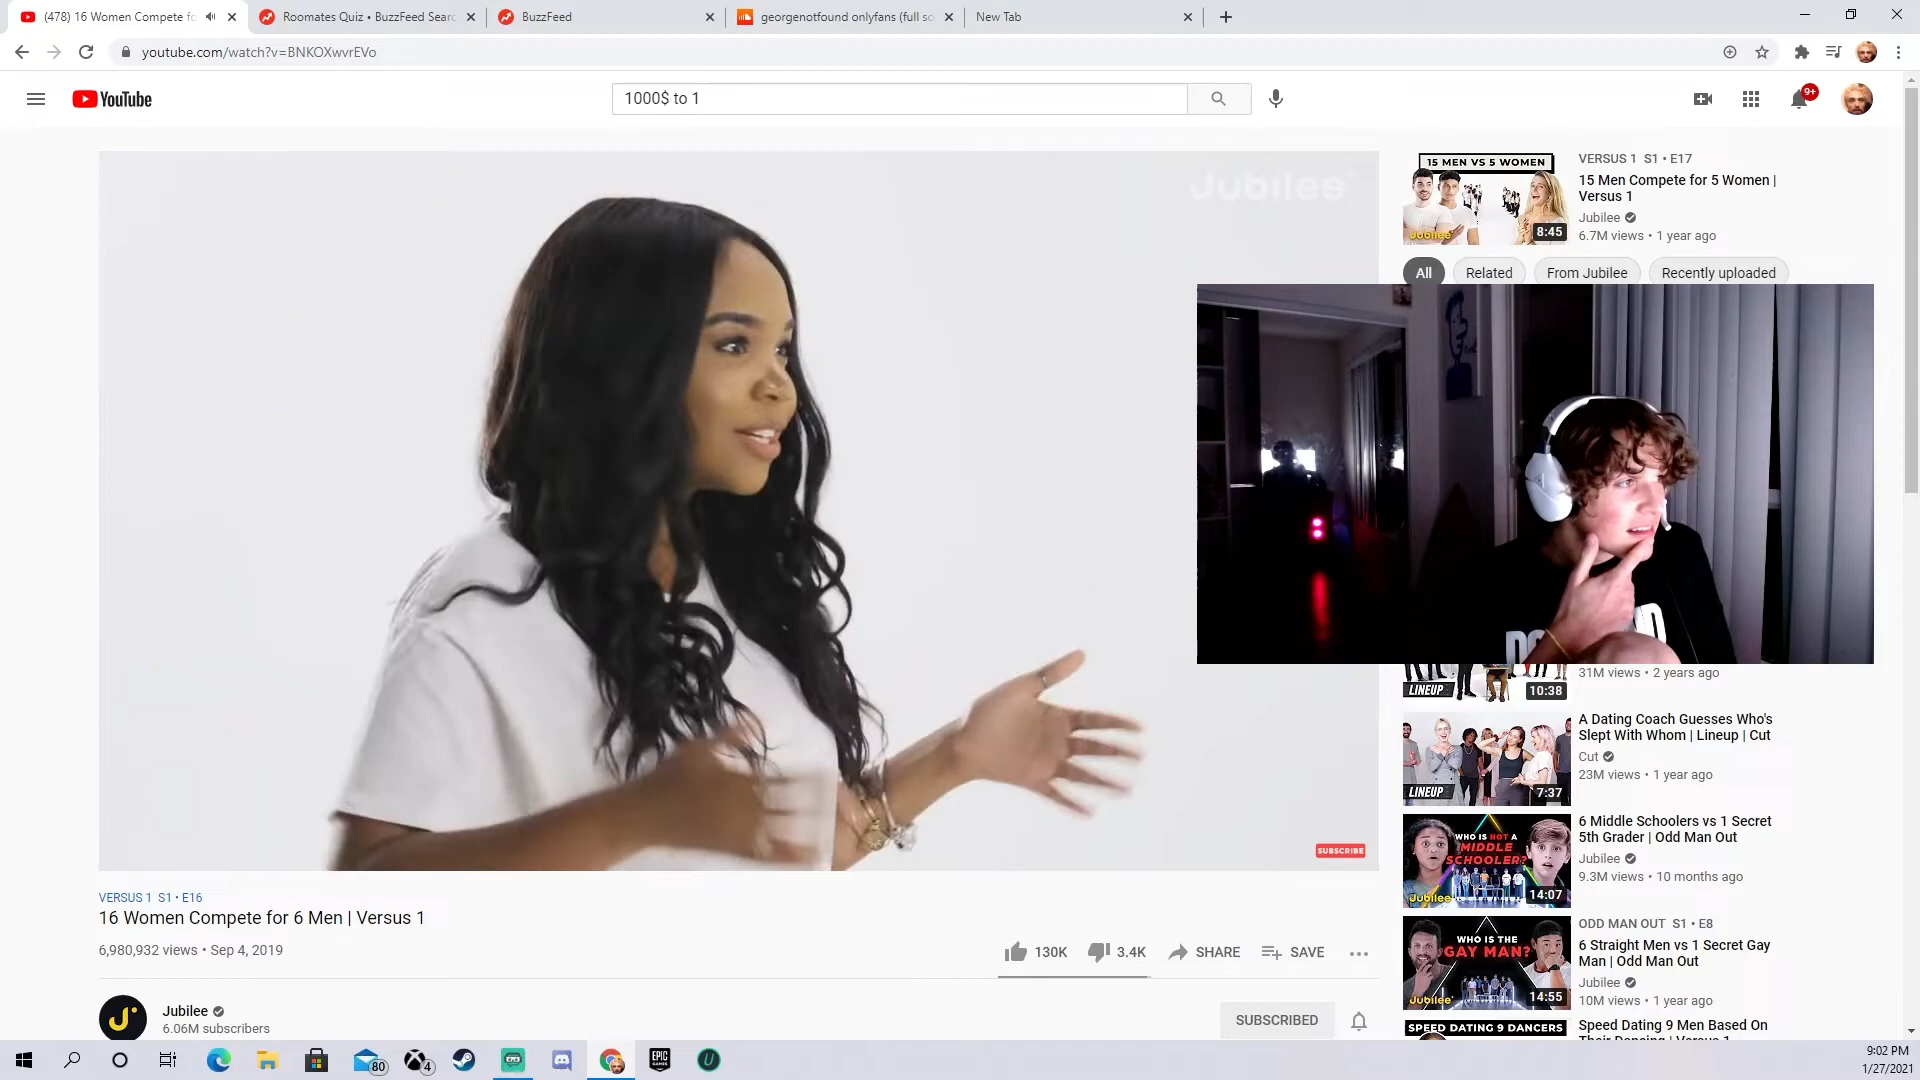 (478) 16 Women Compete fo
Roomates Quiz • BuzzFeed Searc
BuzzFeed
georgenotfound onlyfans (full so
New Tab
youtube.com/watch?v=BNKOXwvrEVo
YouTube
1000$ to 1
9+
Jubilee
15 MEN VS 5 WOMEN
Jubilee
8:45
VERSUS 1 S1 • E17
15 Men Compete for 5 Women |
Versus 1
Jubilee
6.7M views • 1 year ago
All
Related
From Jubilee
Recently uploaded
LINEUP
10:38
31M views • 2 years ago
LINEUP
7:37
A Dating Coach Guesses Who's
Slept With Whom | Lineup | Cut
Cut
23M views • 1 year ago
WHO IS NOT A
MIDDLE
SCHOOLER?
Jubilee
14:07
6 Middle Schoolers vs 1 Secret
5th Grader | Odd Man Out
Jubilee
9.3M views • 10 months ago
WHO IS THE
GAY MAN?
Jubilee
14:55
ODD MAN OUT S1 • E8
6 Straight Men vs 1 Secret Gay
Man | Odd Man Out
Jubilee
10M views • 1 year ago
SPEED DATING 9 DANCERS
Speed Dating 9 Men Based On
Their Dancing | Versus 1
SUBSCRIBE
VERSUS 1 S1 • E16
16 Women Compete for 6 Men | Versus 1
6,980,932 views • Sep 4, 2019
130K
3.4K
SHARE
SAVE
Jubilee
6.06M subscribers
SUBSCRIBED
80
4
EPIC
GAMES
9:02 PM
1/27/2021